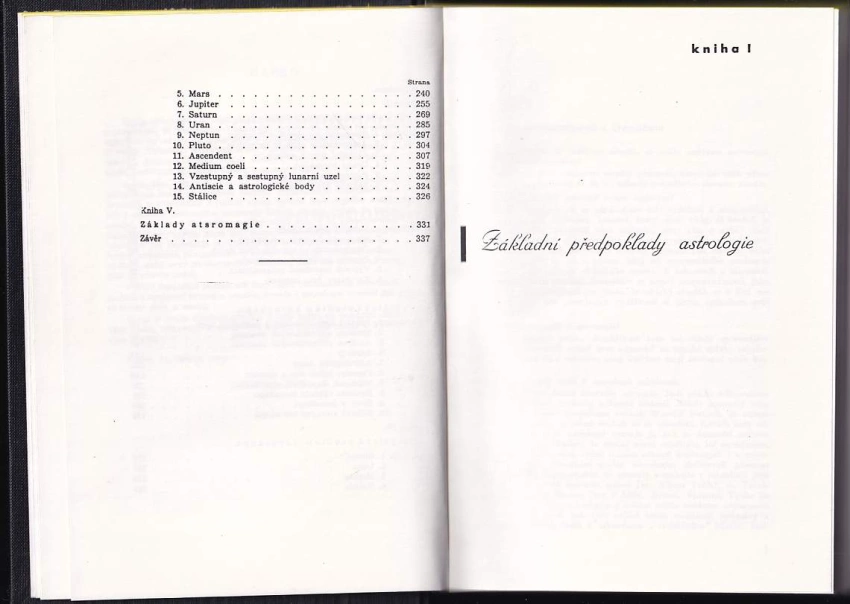 Strana
5. Mars . . . . . . . . . . . . . . . . 240
6. Jupiter . . . . . . . . . . . . . . . 255
7. Saturn . . . . . . . . . . . . . . . 269
8. Uran . . . . . . . . . . . . . . . . 285
9. Neptun . . . . . . . . . . . . . . . 297
10. Pluto . . . . . . . . . . . . . . . . 304
11. Ascendent . . . . . . . . . . . . . . 307
12. Medium coeli . . . . . . . . . . . . . 319
13. Vzestupný a sestupný lunarní uzel . . . . . . 322
14. Antiscie a astrologické body . . . . . . . . 324
15. Stálice . . . . . . . . . . . . . . . 326
Kniha V.
Základy atsromagie . . . . . . . . . . . . 331
Závěr . . . . . . . . . . . . . . . . . . . 337
kniha I
Základní předpoklady astrologie